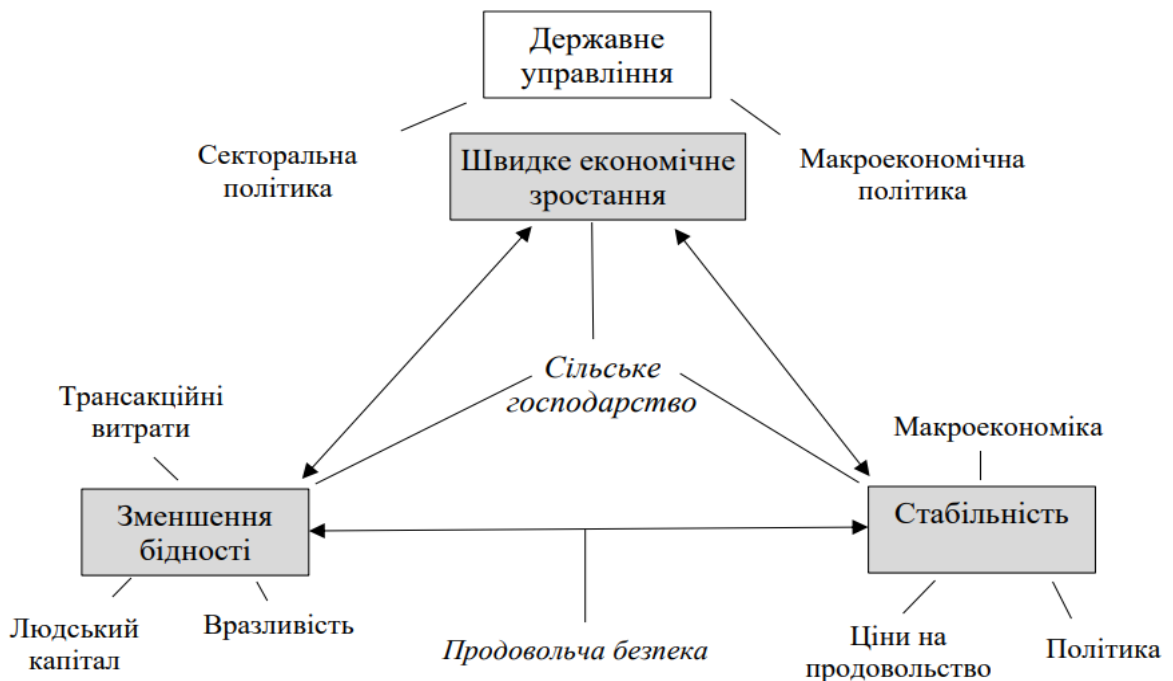 Державне
управління
Секторальна
політика
Швидке економічне
зростання
Макроекономічна
політика
Сільське
господарство
Трансакційні
витрати
Макроекономіка
Зменшення
бідності
Стабільність
Людський
капітал
Вразливість
Продовольча безпека
Ціни на
продовольство
Політика